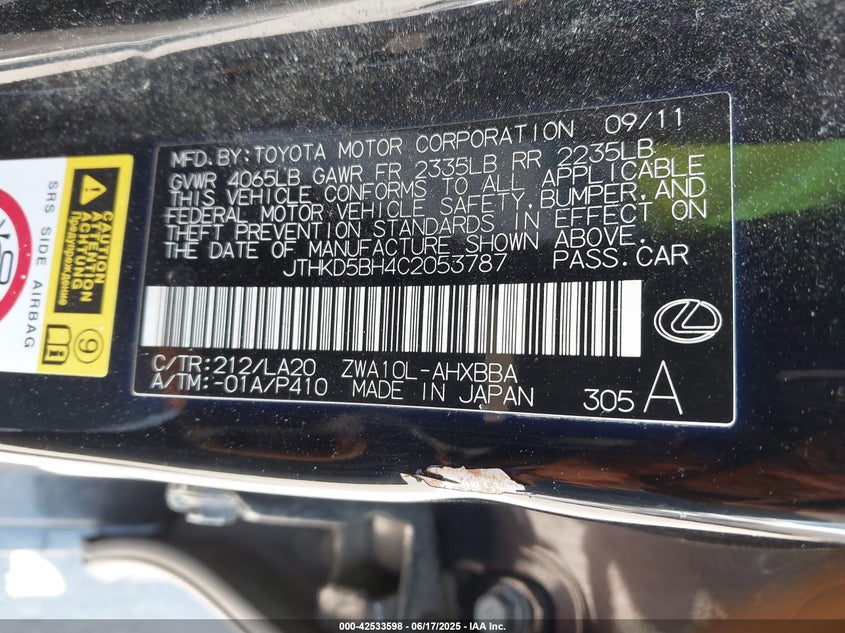 MFD. BY: TOYOTA MOTOR CORPORATION 09/11
GVWR 4065LB GAWR FR 2335LB RR 2235LB
THIS VEHICLE CONFORMS TO ALL APPLICABLE
FEDERAL MOTOR VEHICLE SAFETY, BUMPER, AND
THEFT PREVENTION STANDARDS IN EFFECT ON
THE DATE OF MANUFACTURE SHOWN ABOVE.
JTHKD5BH4C2053787 PASS. CAR
C/TR: 212/LA20 ZWA10L-AHXBBA
A/TM: -01A/P410 MADE IN JAPAN 305 A
SRS SIDE AIRBAG
CAUTION
ATTENTION
ACHTUNG
Предупреждение
9
000-42533598 - 06/17/2025 - IAA Inc.